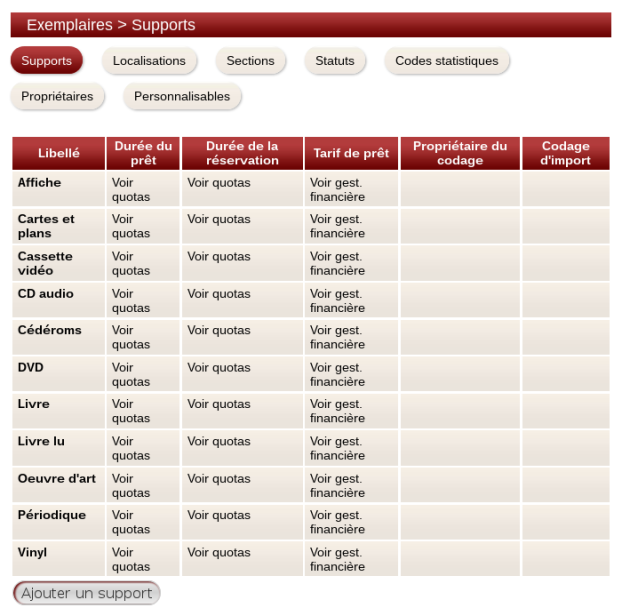 Exemplaires > Supports
Supports Localisations Sections Statuts Codes statistiques
Propriétaires Personnalisables
Libellé Durée du prêt Durée de la réservation Tarif de prêt Propriétaire du codage Codage d'import
Affiche Voir quotas Voir quotas Voir gest. financière
Cartes et plans Voir quotas Voir quotas Voir gest. financière
Cassette vidéo Voir quotas Voir quotas Voir gest. financière
CD audio Voir quotas Voir quotas Voir gest. financière
Cédéroms Voir quotas Voir quotas Voir gest. financière
DVD Voir quotas Voir quotas Voir gest. financière
Livre Voir quotas Voir quotas Voir gest. financière
Livre lu Voir quotas Voir quotas Voir gest. financière
Oeuvre d'art Voir quotas Voir quotas Voir gest. financière
Périodique Voir quotas Voir quotas Voir gest. financière
Vinyl Voir quotas Voir quotas Voir gest. financière
Ajouter un support